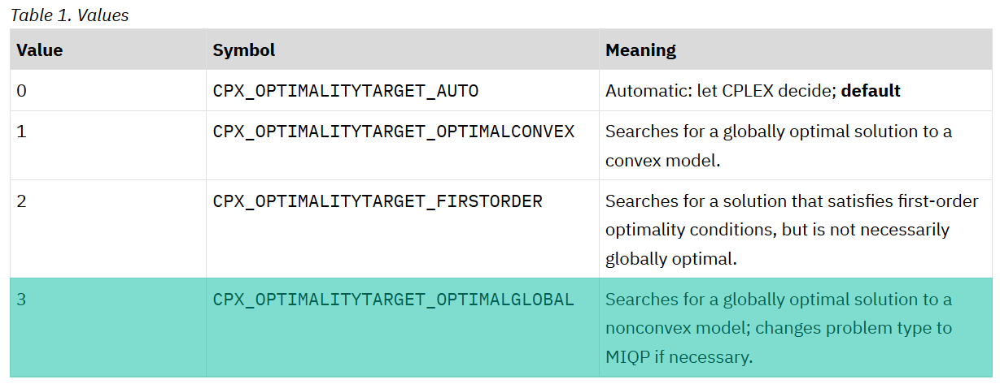 Table 1. Values
Value Symbol Meaning
0 CPX_OPTIMALITYTARGET_AUTO Automatic: let CPLEX decide; default
1 CPX_OPTIMALITYTARGET_OPTIMALCONVEX Searches for a globally optimal solution to a
convex model.
2 CPX_OPTIMALITYTARGET_FIRSTORDER Searches for a solution that satisfies first-order
optimality conditions, but is not necessarily
globally optimal.
3 CPX_OPTIMALITYTARGET_OPTIMALGLOBAL Searches for a globally optimal solution to a
nonconvex model; changes problem type to
MIQP if necessary.